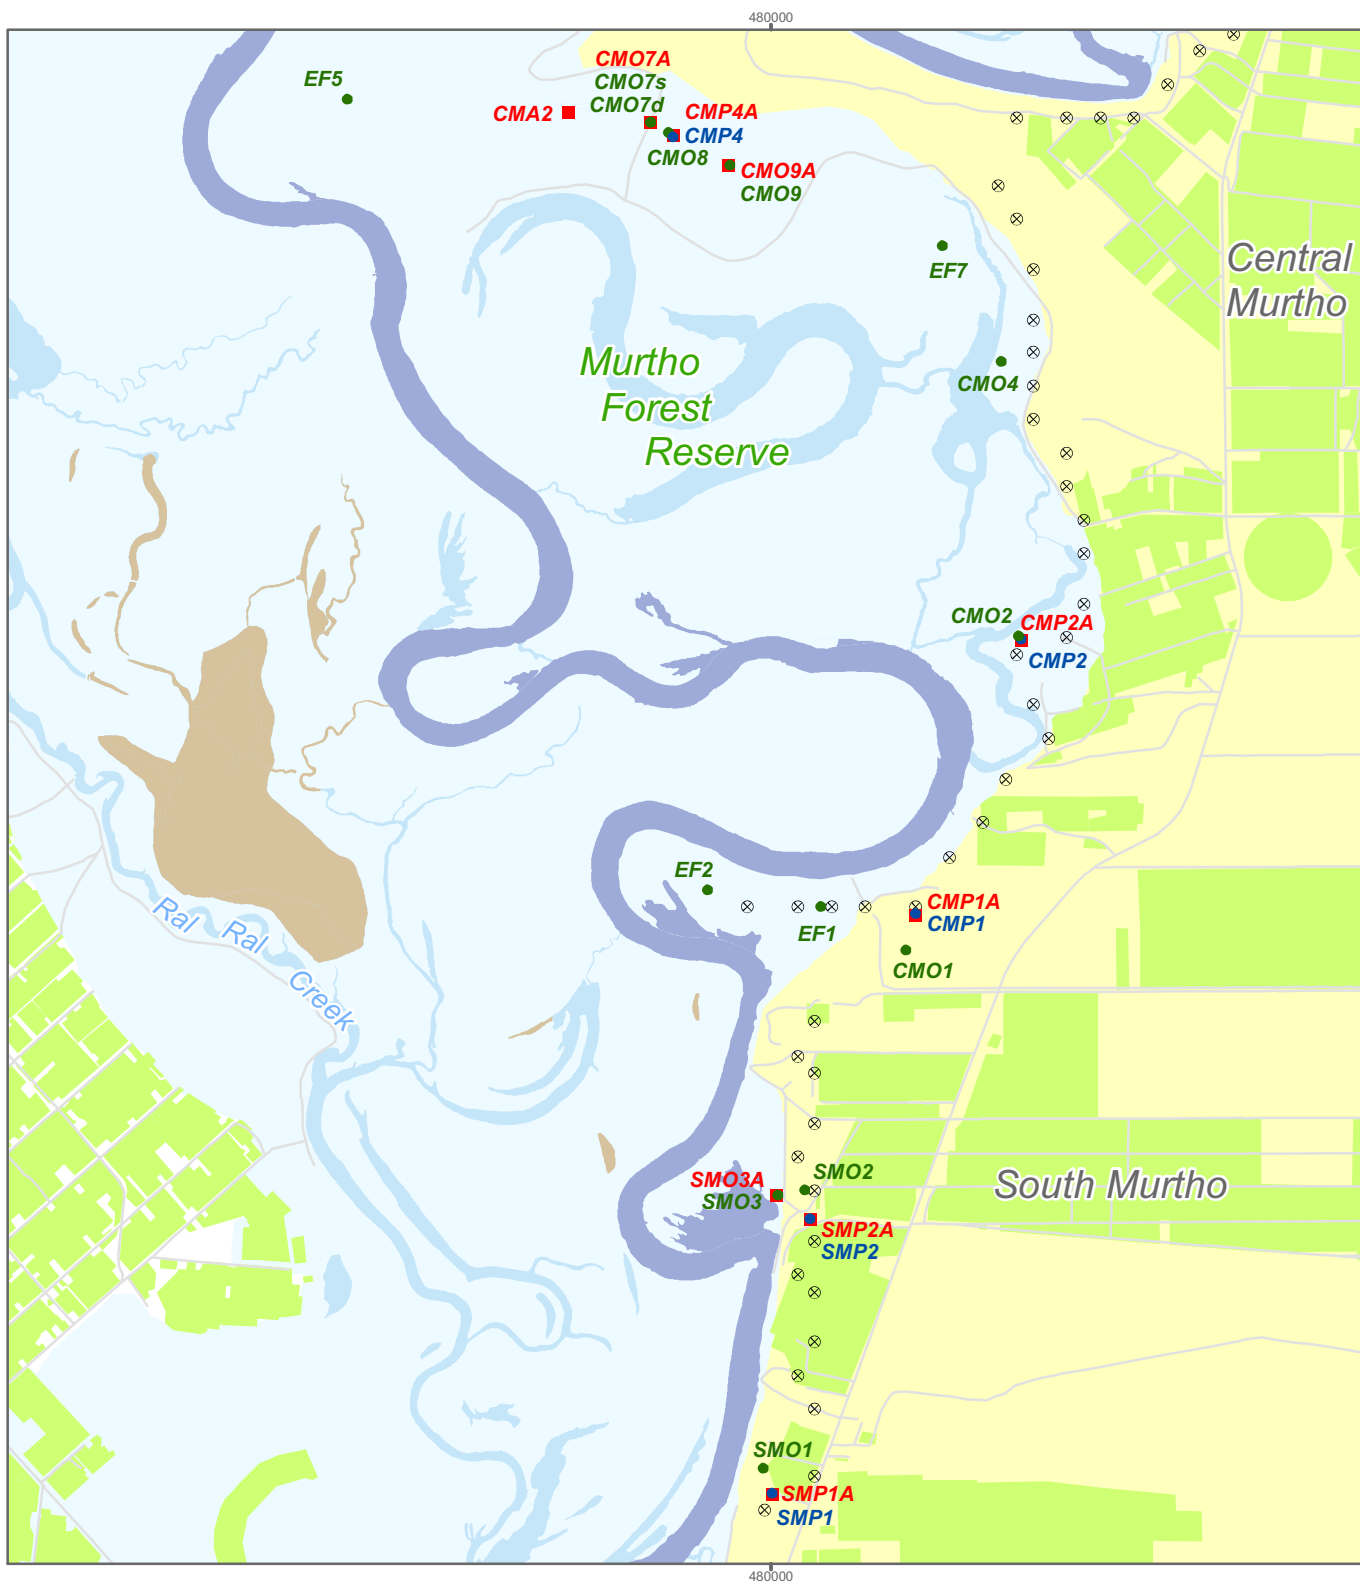 480000
EF5
CMO7A
CMO7s
CMO7d
CMA2
CMP4A
CMP4
CMO8
CMO9A
CMO9
EF7
Central
Murtho
Murtho
Forest
Reserve
CMO4
CMO2
CMP2A
CMP2
EF2
EF1
CMP1A
CMP1
CMO1
Ral Ral Creek
SMO3A
SMO3
SMO2
South Murtho
SMP2A
SMP2
SMO1
SMP1A
SMP1
480000